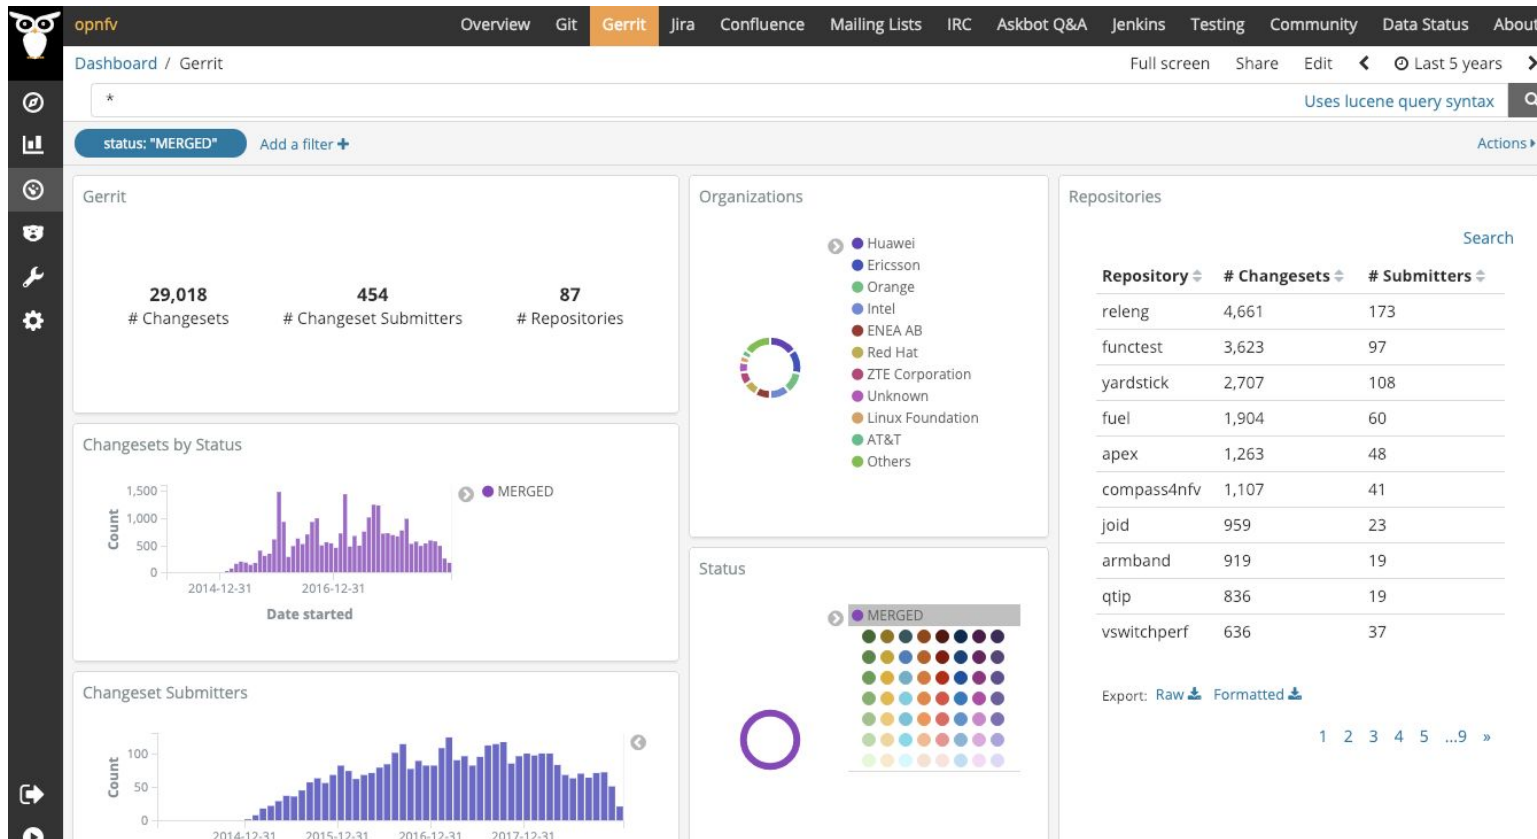 opnfv Overview Git Gerrit Jira Confluence Mailing Lists IRC Askbot Q&A Jenkins Testing Community Data Status About
Dashboard / Gerrit Full screen Share Edit Last 5 years
* Uses lucene query syntax
status: "MERGED" Add a filter + Actions
Gerrit
29,018 454 87
# Changesets # Changeset Submitters # Repositories
Changesets by Status
MERGED
1,500
1,000
500
0
Count
2014-12-31 2016-12-31
Date started
Changeset Submitters
100
50
0
Count
2014-12-31 2015-12-31 2016-12-31 2017-12-31
Organizations
Huawei
Ericsson
Orange
Intel
ENEA AB
Red Hat
ZTE Corporation
Unknown
Linux Foundation
AT&T
Others
Status
MERGED
Repositories
Search
Repository # Changesets # Submitters
releng 4,661 173
functest 3,623 97
yardstick 2,707 108
fuel 1,904 60
apex 1,263 48
compass4nfv 1,107 41
joid 959 23
armband 919 19
qtip 836 19
vswitchperf 636 37
Export: Raw Formatted
1 2 3 4 5 ...9 »